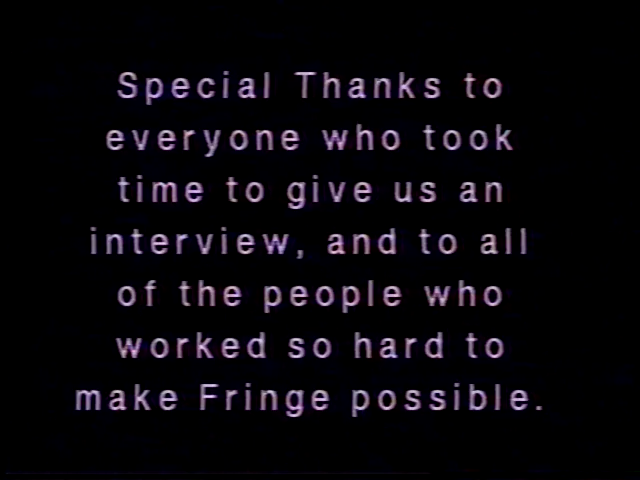 Special Thanks to
everyone who took
time to give us an
interview, and to all
of the people who
worked so hard to
make Fringe possible.